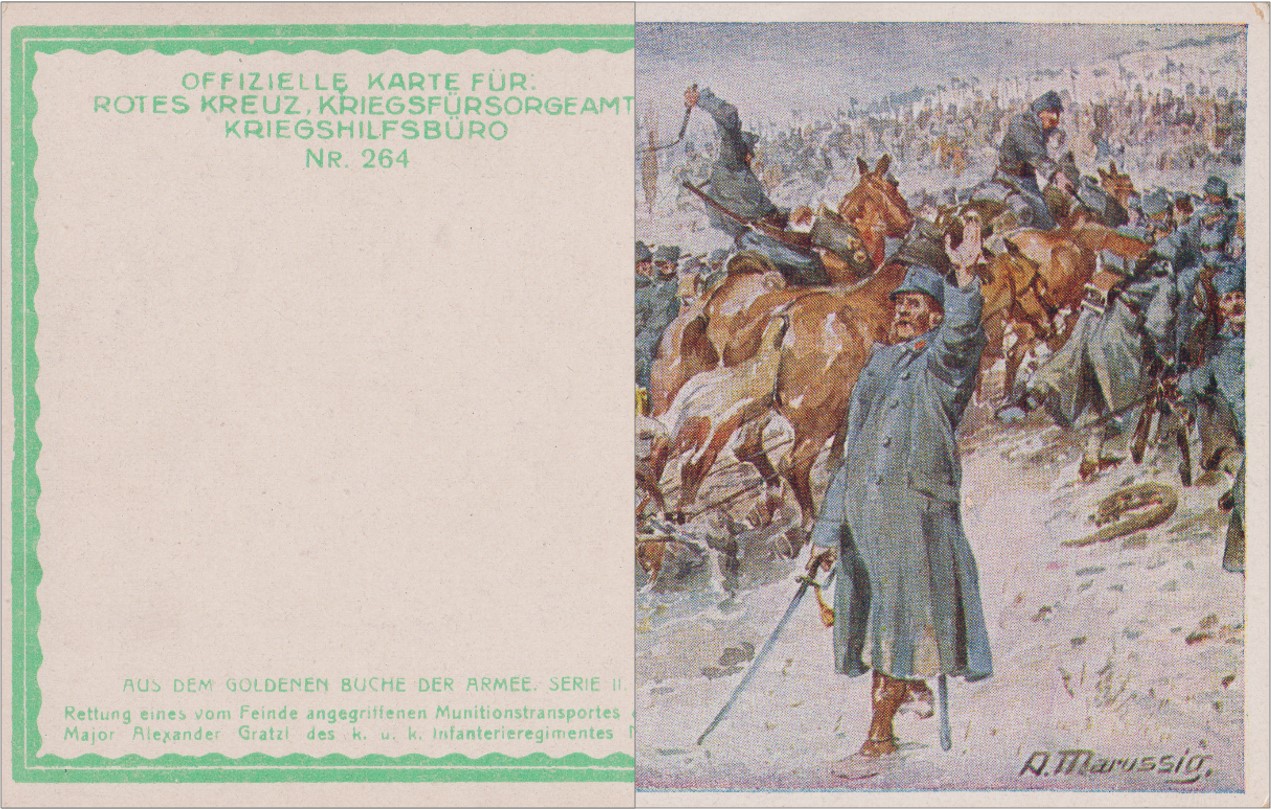 OFFIZIELLE KARTE FÜR:
ROTES KREUZ, KRIEGSFÜRSORGEAMT
KRIEGSHILFSBÜRO
NR. 264
AUS DEM GOLDENEN BUCHE DER ARMEE. SERIE II.
Rettung eines vom Feinde angegriffenen Munitionstransportes
Major Alexander Gratzl des k. u. k. Infanterieregimentes
A. Marussig.